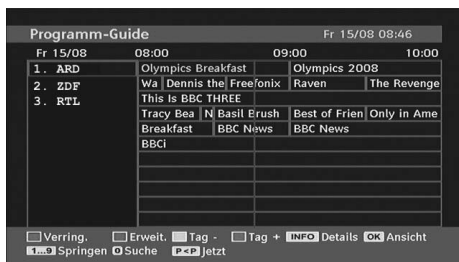 Programm-Guide Fr 15/08 08:46
Fr 15/08 08:00 09:00 10:00
1. ARD Olympics Breakfast Olympics 2008
2. ZDF Wa Dennis the Freefonix Raven The Revenge
3. RTL This Is BBC THREE
Tracy Bea N Basil Brush Best of Frien Only in Ame
Breakfast BBC News BBC News
BBCi
Verring. Erweit. Tag - Tag + INFO Details OK Ansicht
1...9 Springen 0 Suche P<P Jetzt